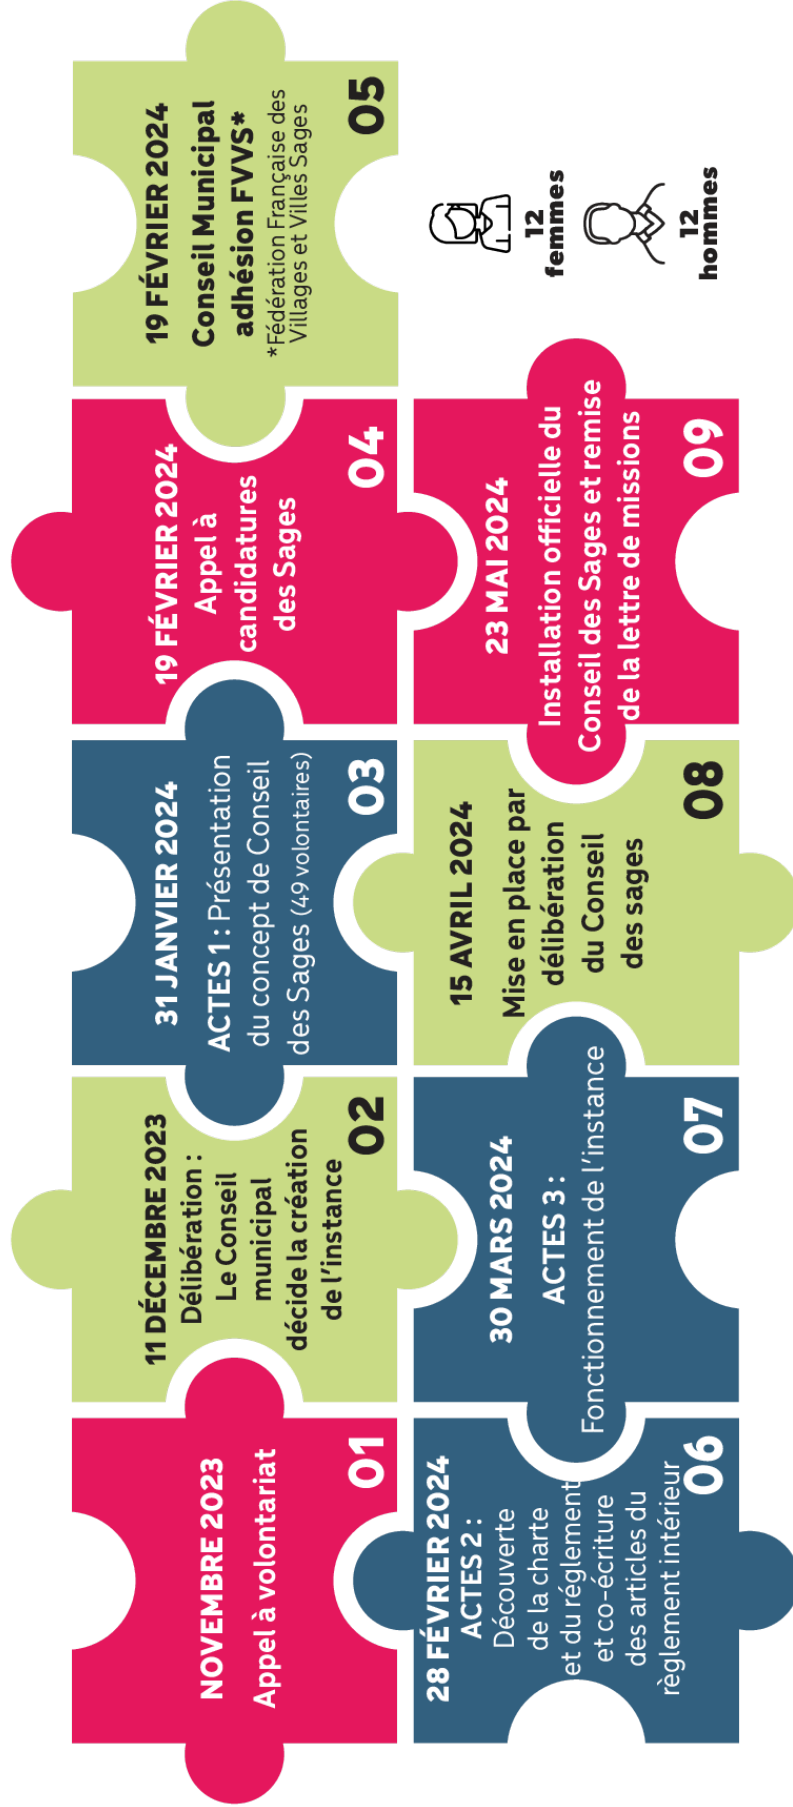 NOVEMBRE 2023
Appel à volontariat
01
11 DÉCEMBRE 2023
Délibération :
Le Conseil
municipal
décide la création
de l'instance
02
31 JANVIER 2024
ACTES 1 : Présentation
du concept de Conseil
des Sages (49 volontaires)
03
19 FÉVRIER 2024
Appel à
candidatures
des Sages
04
19 FÉVRIER 2024
Conseil Municipal
adhésion FVVS*
*Fédération Française des
Villages et Villes Sages
05
28 FÉVRIER 2024
ACTES 2 :
Découverte
de la charte
et du réglement
et co-écriture
des articles du
règlement intérieur
06
30 MARS 2024
ACTES 3 :
Fonctionnement de l'instance
07
15 AVRIL 2024
Mise en place par
délibération
du Conseil
des sages
08
23 MAI 2024
Installation officielle du
Conseil des Sages et remise
de la lettre de missions
09
12
femmes
12
hommes